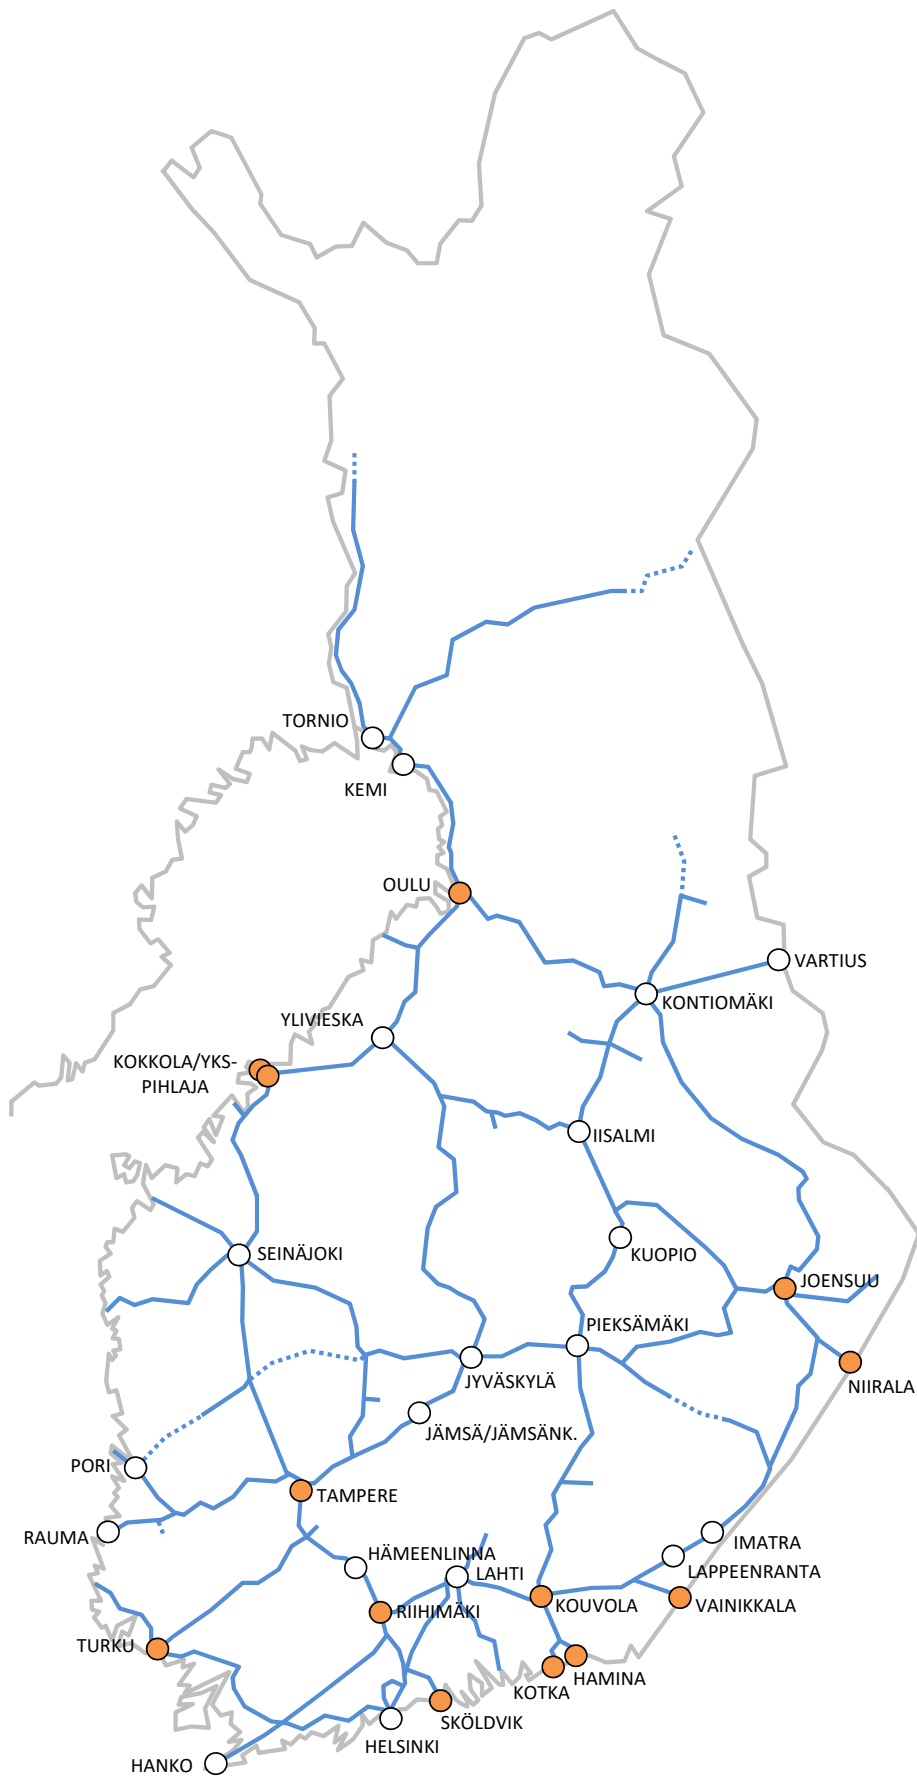 TORNIO
KEMI
OULU
VARTIUS
KONTIOMÄKI
YLIVIESKA
KOKKOLA/YKS-
PIHLAJA
IISALMI
KUOPIO
SEINÄJOKI
JOENSUU
PIEKSÄMÄKI
JYVÄSKYLÄ
NIIRALA
JÄMSÄ/JÄMSÄNK.
PORI
TAMPERE
RAUMA
IMATRA
HÄMEENLINNA
LAHTI
LAPPEENRANTA
KOUVOLA
VAINIKKALA
RIIHIMÄKI
TURKU
HAMINA
KOTKA
SKÖLDVIK
HELSINKI
HANKO